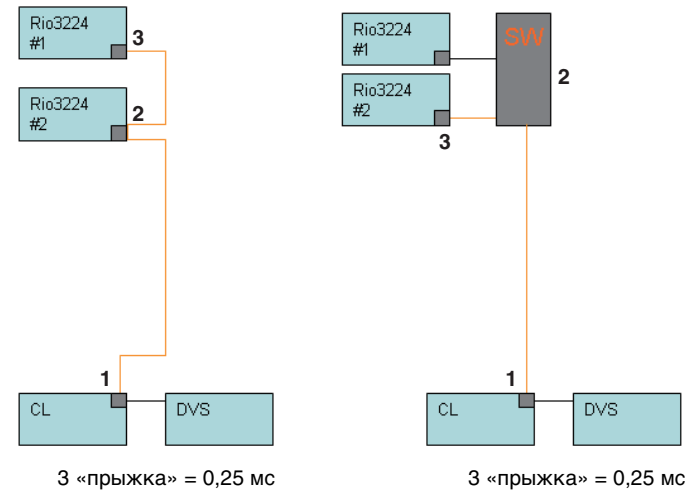 Rio3224
#1
3
Rio3224
#2
2
1
CL
DVS
3 «прыжка» = 0,25 мс
Rio3224
#1
SW
2
Rio3224
#2
3
1
CL
DVS
3 «прыжка» = 0,25 мс